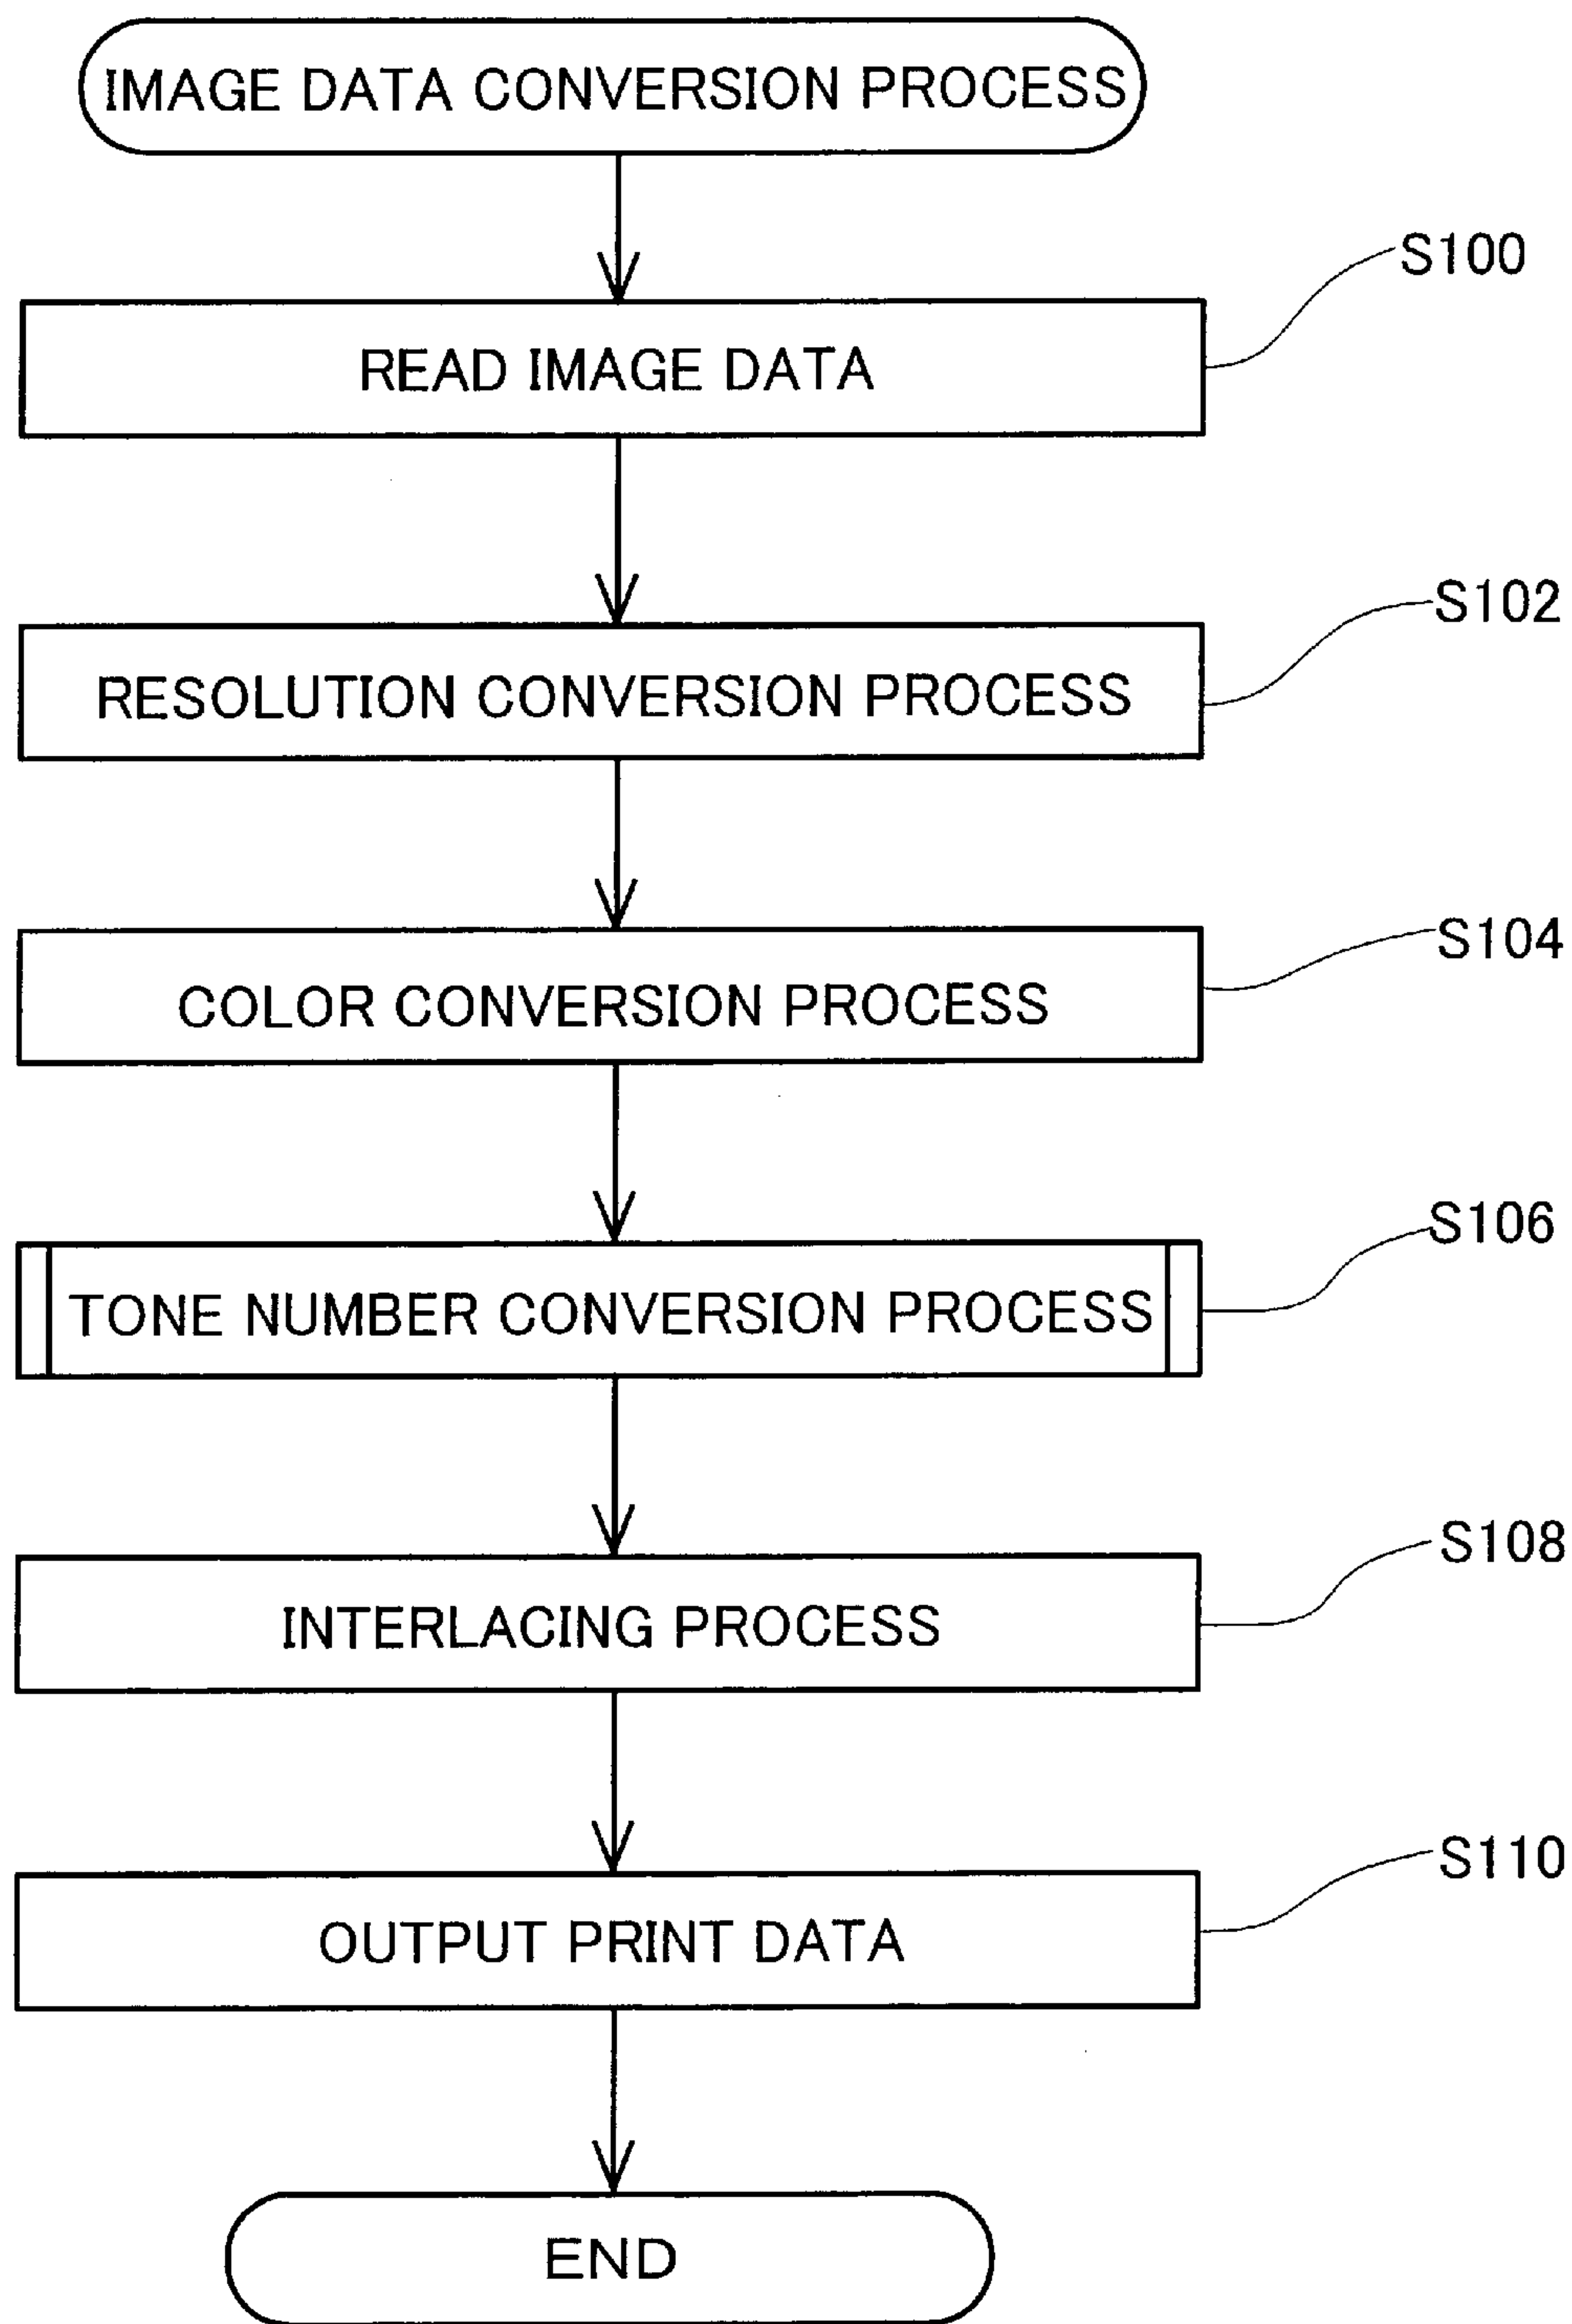 IMAGE DATA CONVERSION PROCESS
S100
READ IMAGE DATA
S102
RESOLUTION CONVERSION PROCESS
S104
COLOR CONVERSION PROCESS
S106
TONE NUMBER CONVERSION PROCESS
S108
INTERLACING PROCESS
S110
OUTPUT PRINT DATA
END